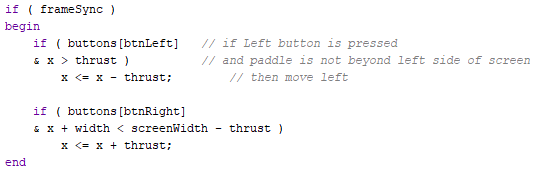 if ( frameSync )
begin
    if ( buttons[btnLeft]   // if Left button is pressed
    & x > thrust )          // and paddle is not beyond left side of screen
        x <= x - thrust;        // then move left

    if ( buttons[btnRight]
    & x + width < screenWidth - thrust )
        x <= x + thrust;
end